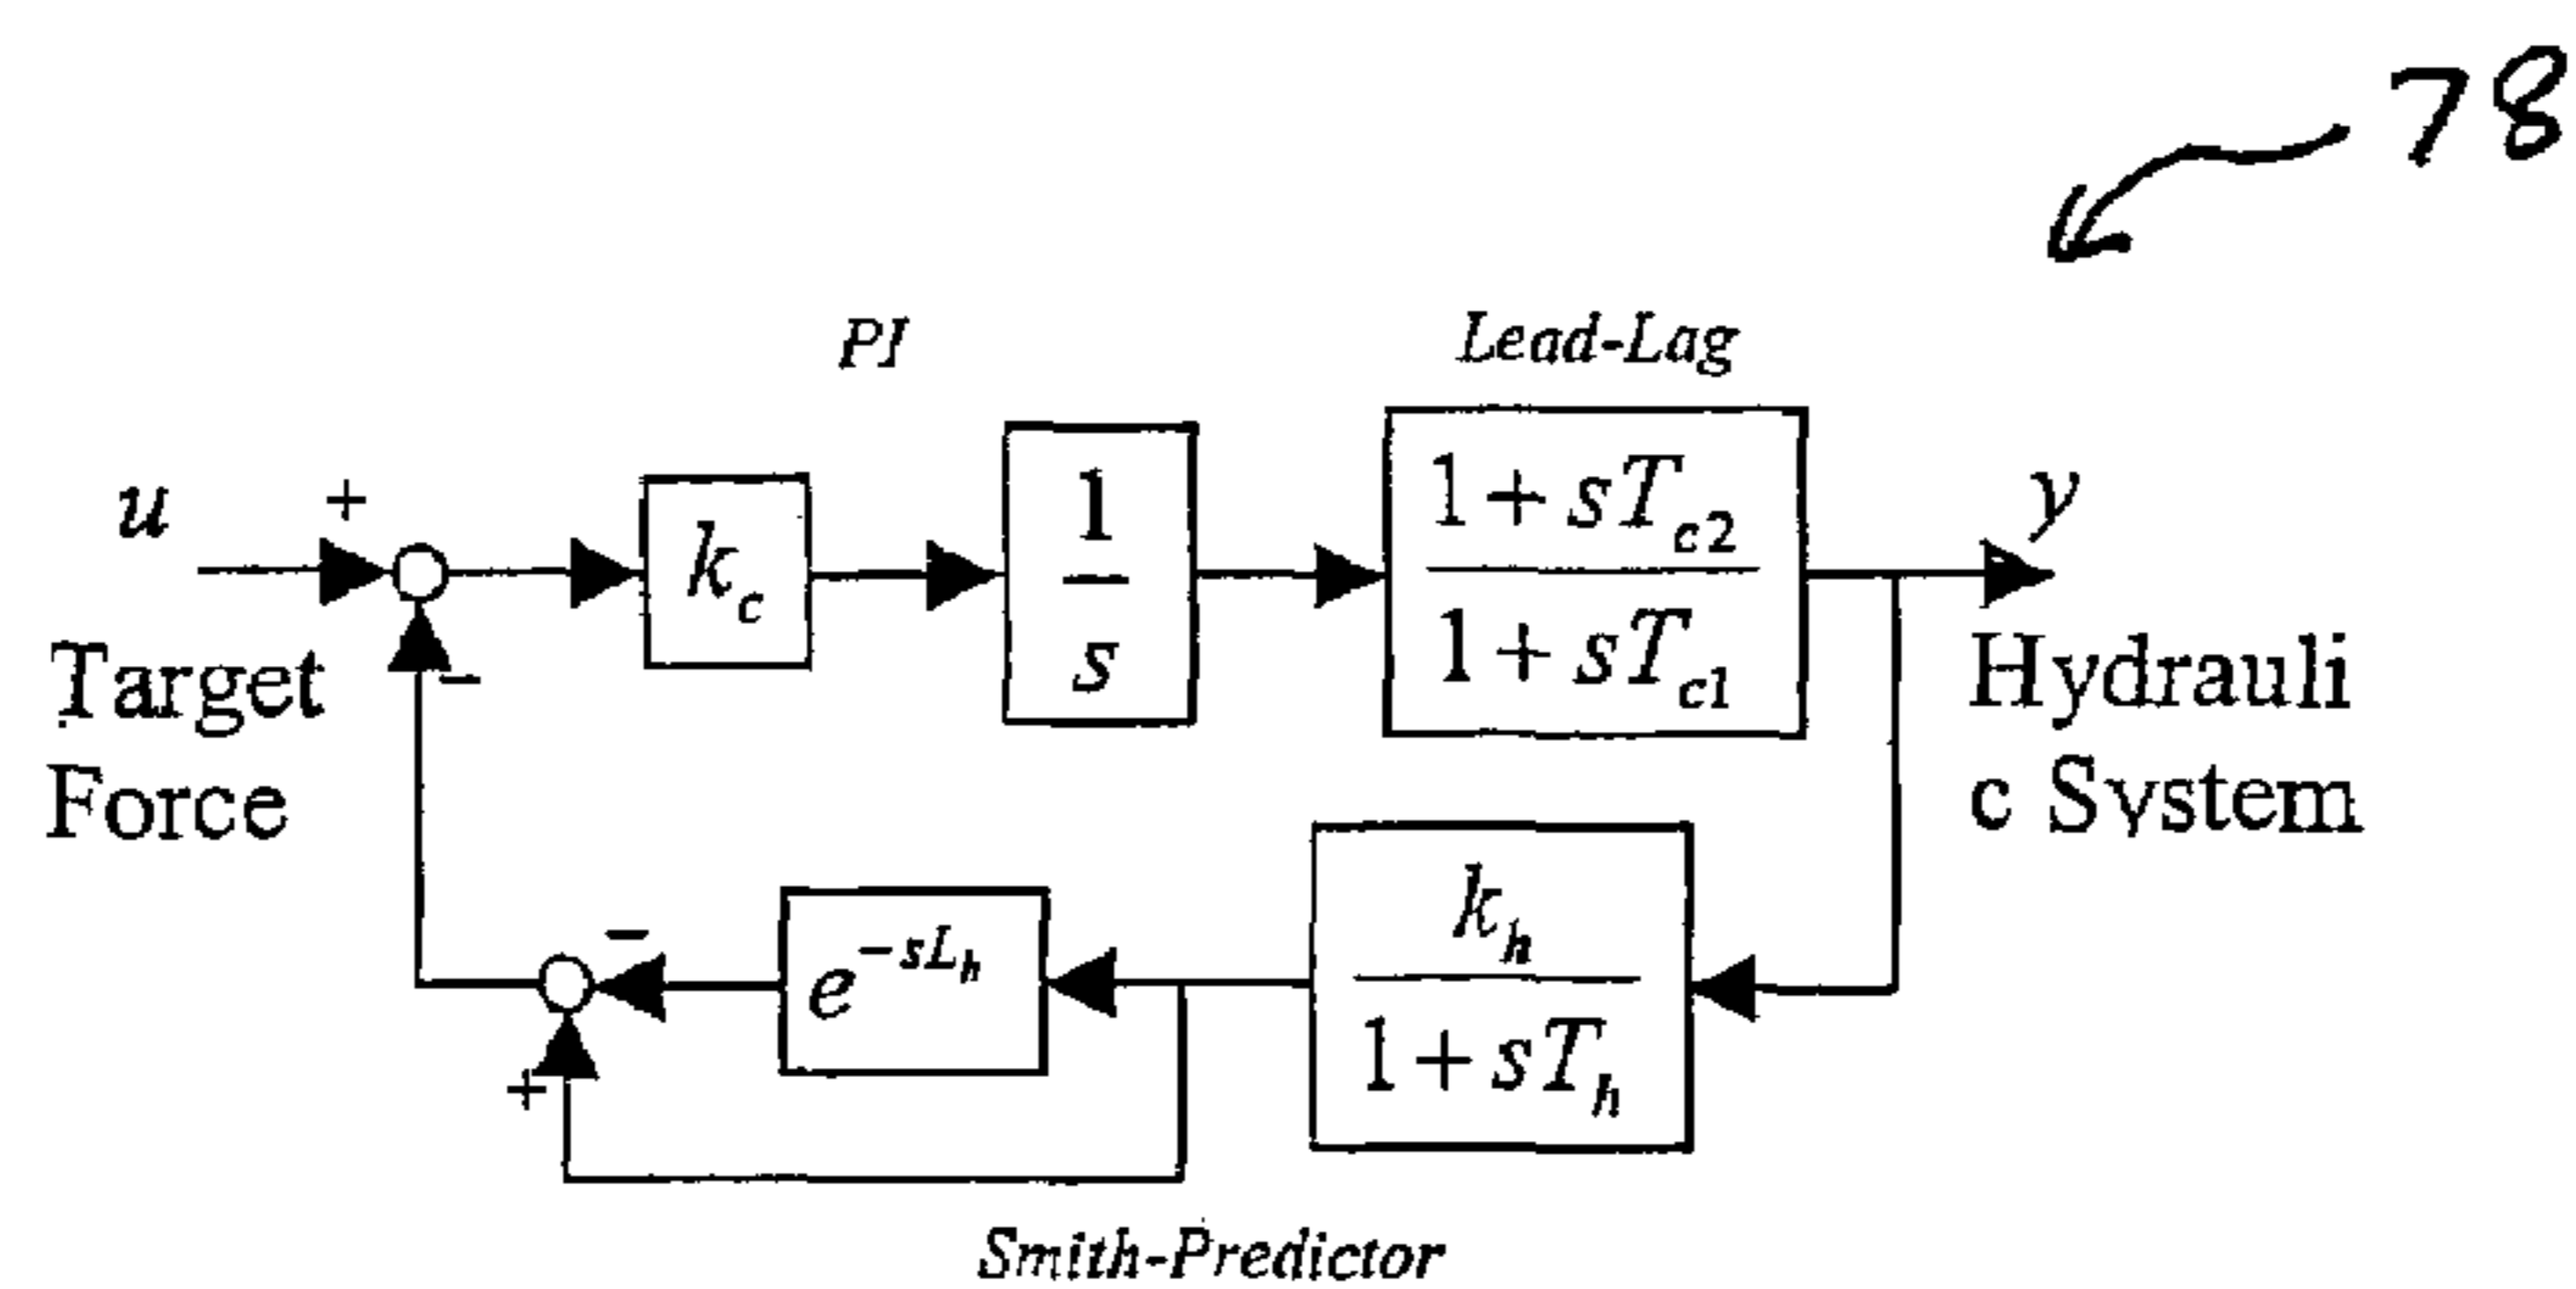 78
PI
Lead-Lag
u
+
k_c
1
s
1 + sT_c2
1 + sT_c1
y
−
Target
Force
Hydrauli
c System
−
e^−sL_h
k_h
1 + sT_h
+
Smith-Predictor